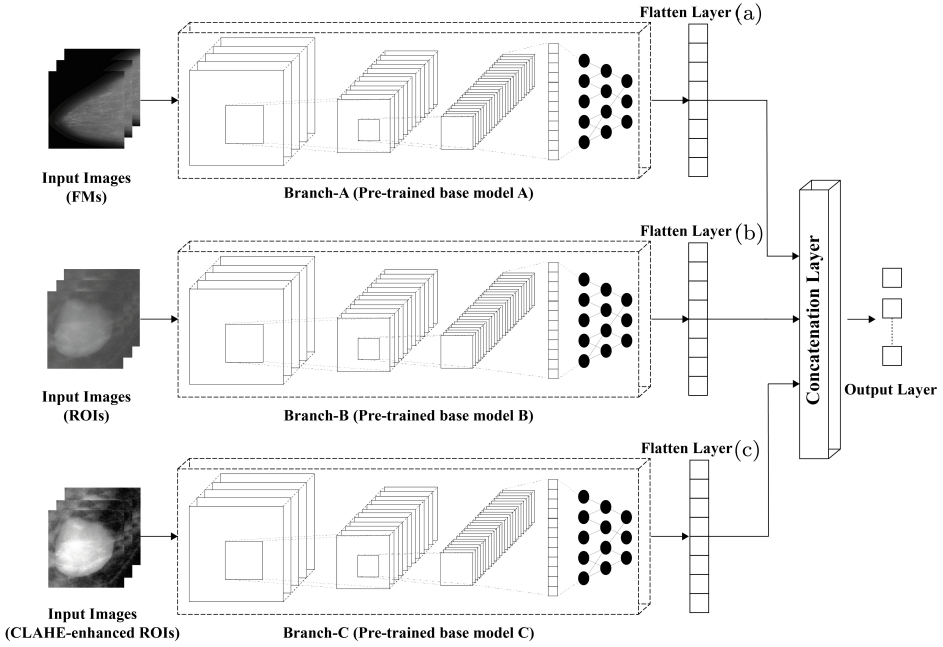 Flatten Layer (a)
Input Images
(FMs)
Branch-A (Pre-trained base model A)
Flatten Layer (b)
Input Images
(ROIs)
Branch-B (Pre-trained base model B)
Concatenation Layer
Output Layer
Flatten Layer (c)
Input Images
(CLAHE-enhanced ROIs)
Branch-C (Pre-trained base model C)